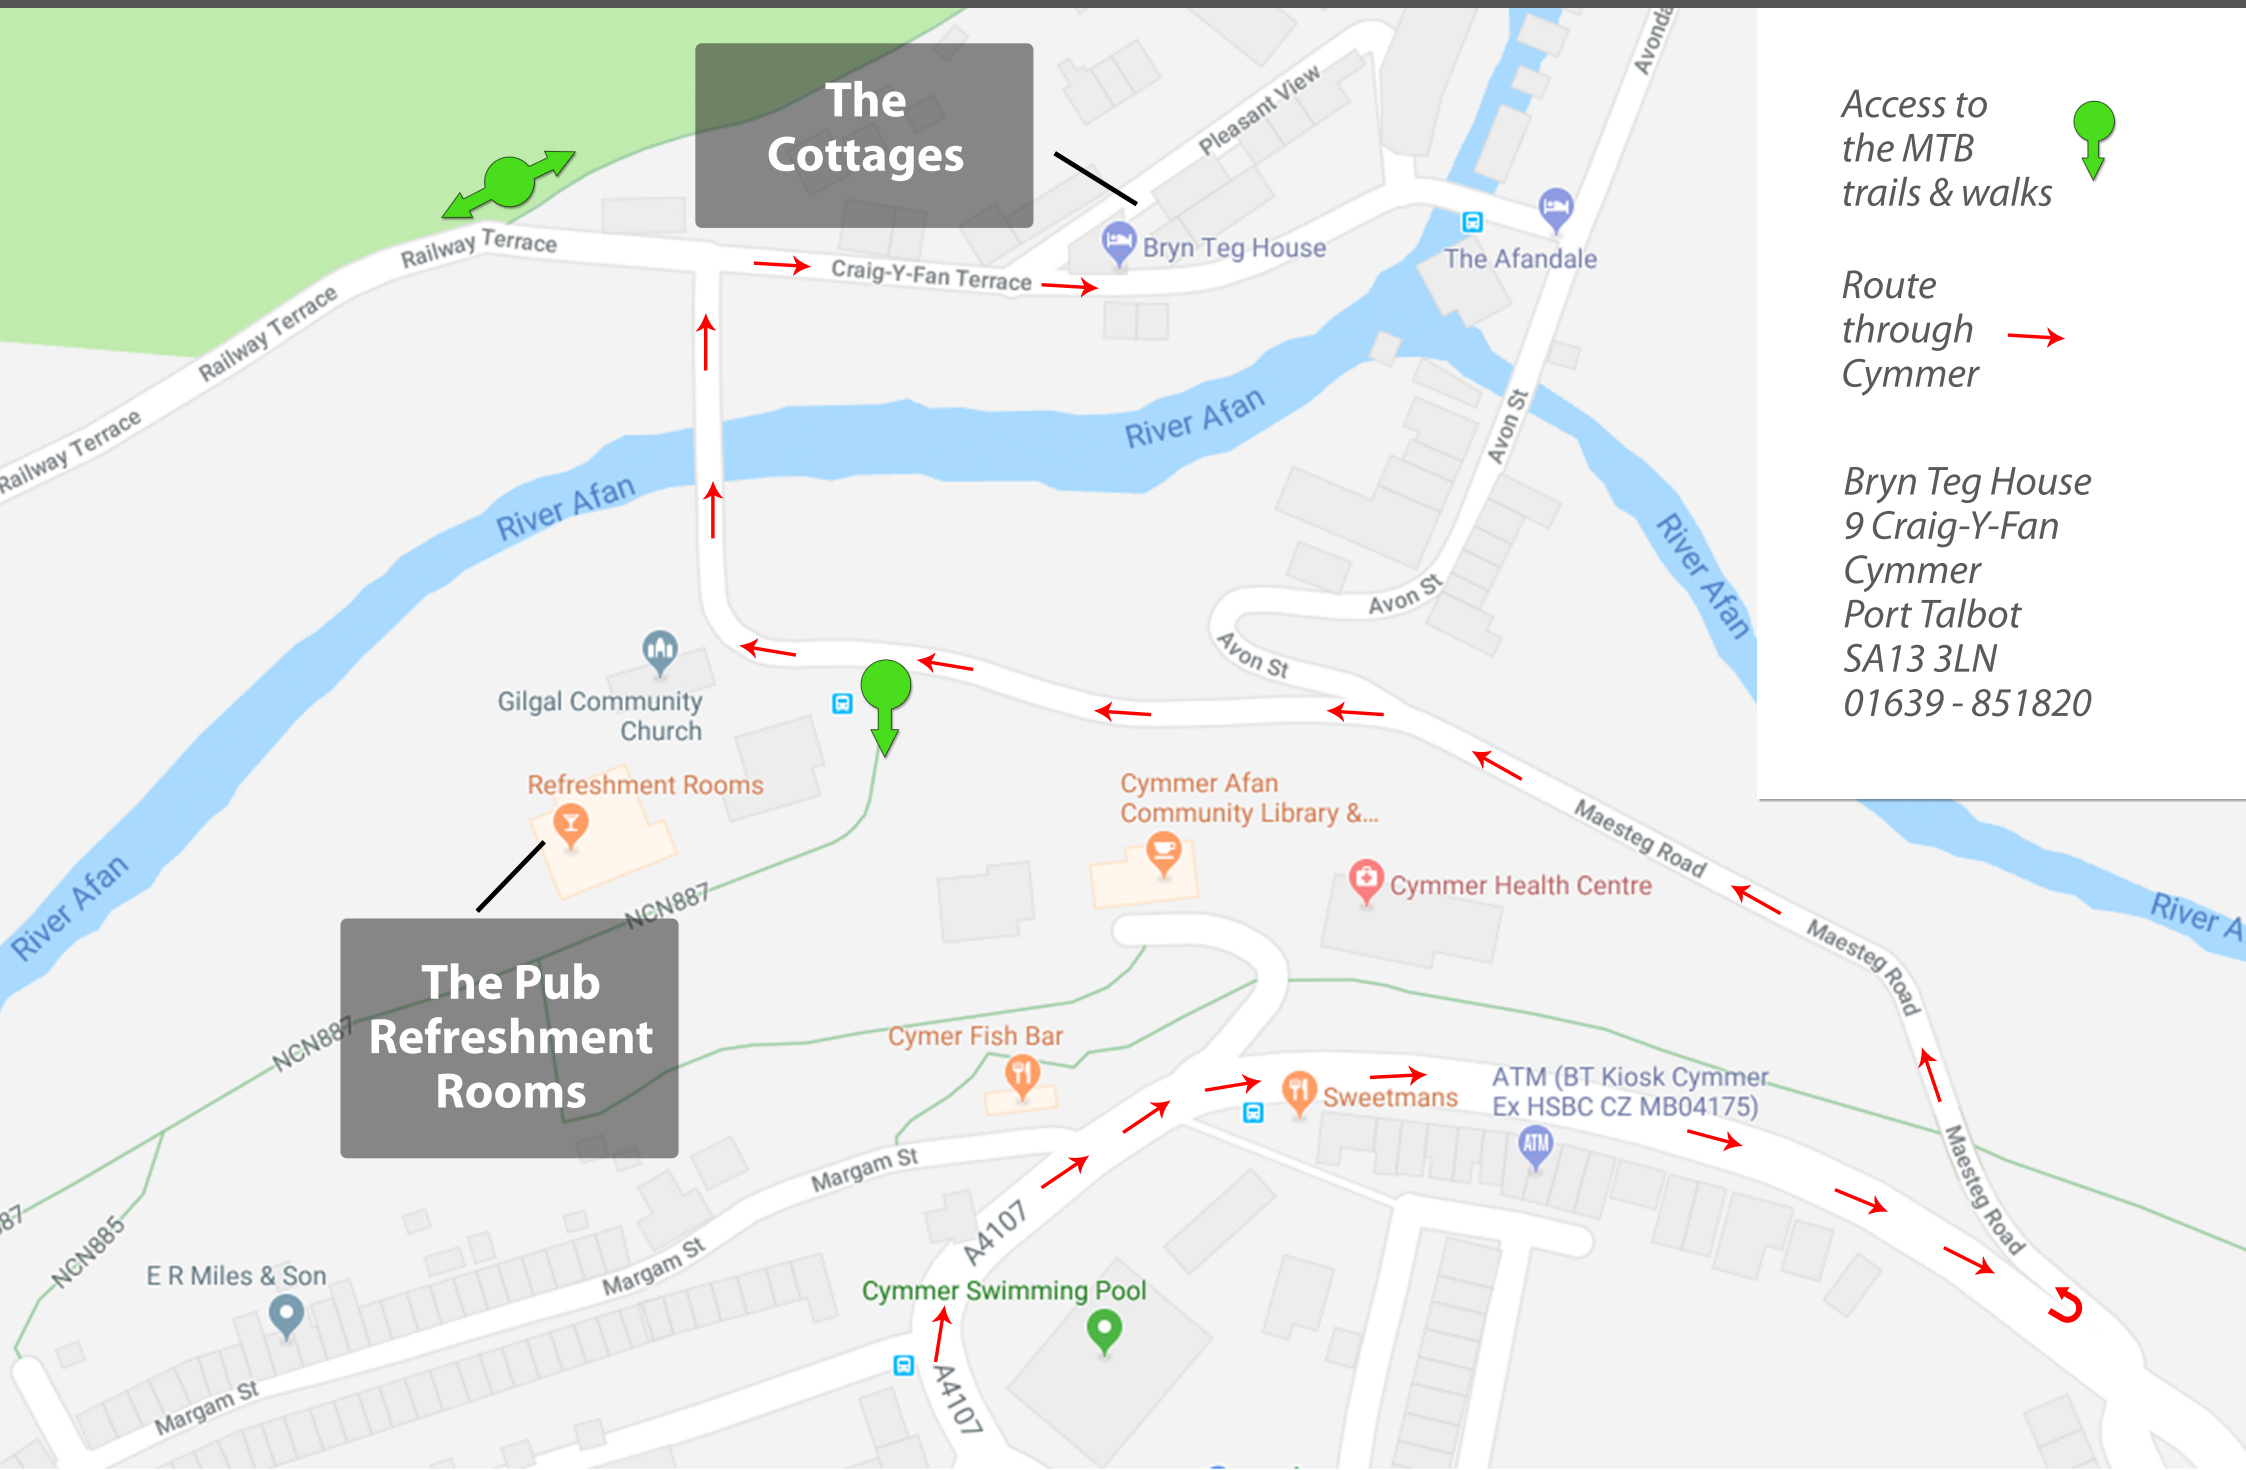 The
Cottages
Pleasant View
Avonda
Railway Terrace
Railway Terrace
Railway Terrace
Craig-Y-Fan Terrace
Bryn Teg House
The Afandale
River Afan
River Afan
River Afan
River Afan
River A
Avon St
Avon St
Avon St
Gilgal Community
Church
Refreshment Rooms
Cymmer Afan
Community Library &...
Cymmer Health Centre
Maesteg Road
Maesteg Road
Maesteg Road
NCN887
NCN887
87
NCN885
The Pub
Refreshment
Rooms
Cymer Fish Bar
Sweetmans
ATM (BT Kiosk Cymmer
Ex HSBC CZ MB04175)
ATM
Margam St
Margam St
Margam St
A4107
A4107
E R Miles & Son
Cymmer Swimming Pool
Access to
the MTB
trails & walks
Route
through
Cymmer
Bryn Teg House
9 Craig-Y-Fan
Cymmer
Port Talbot
SA13 3LN
01639 - 851820